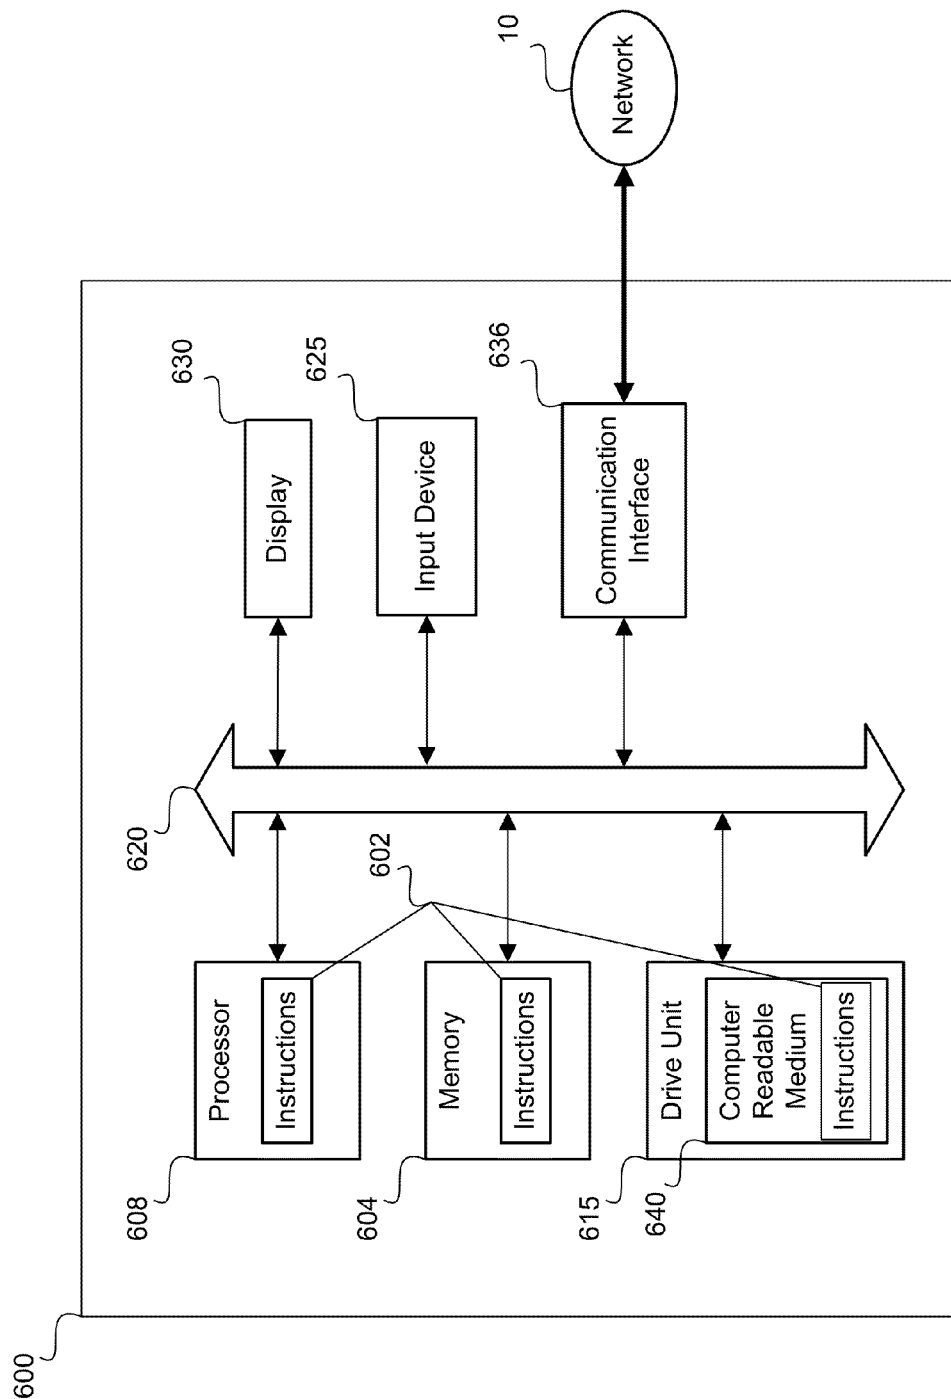 600
608
Processor
Instructions
604
Memory
Instructions
615
Drive Unit
640
Computer
Readable
Medium
Instructions
602
620
630
Display
625
Input Device
636
Communication
Interface
10
Network